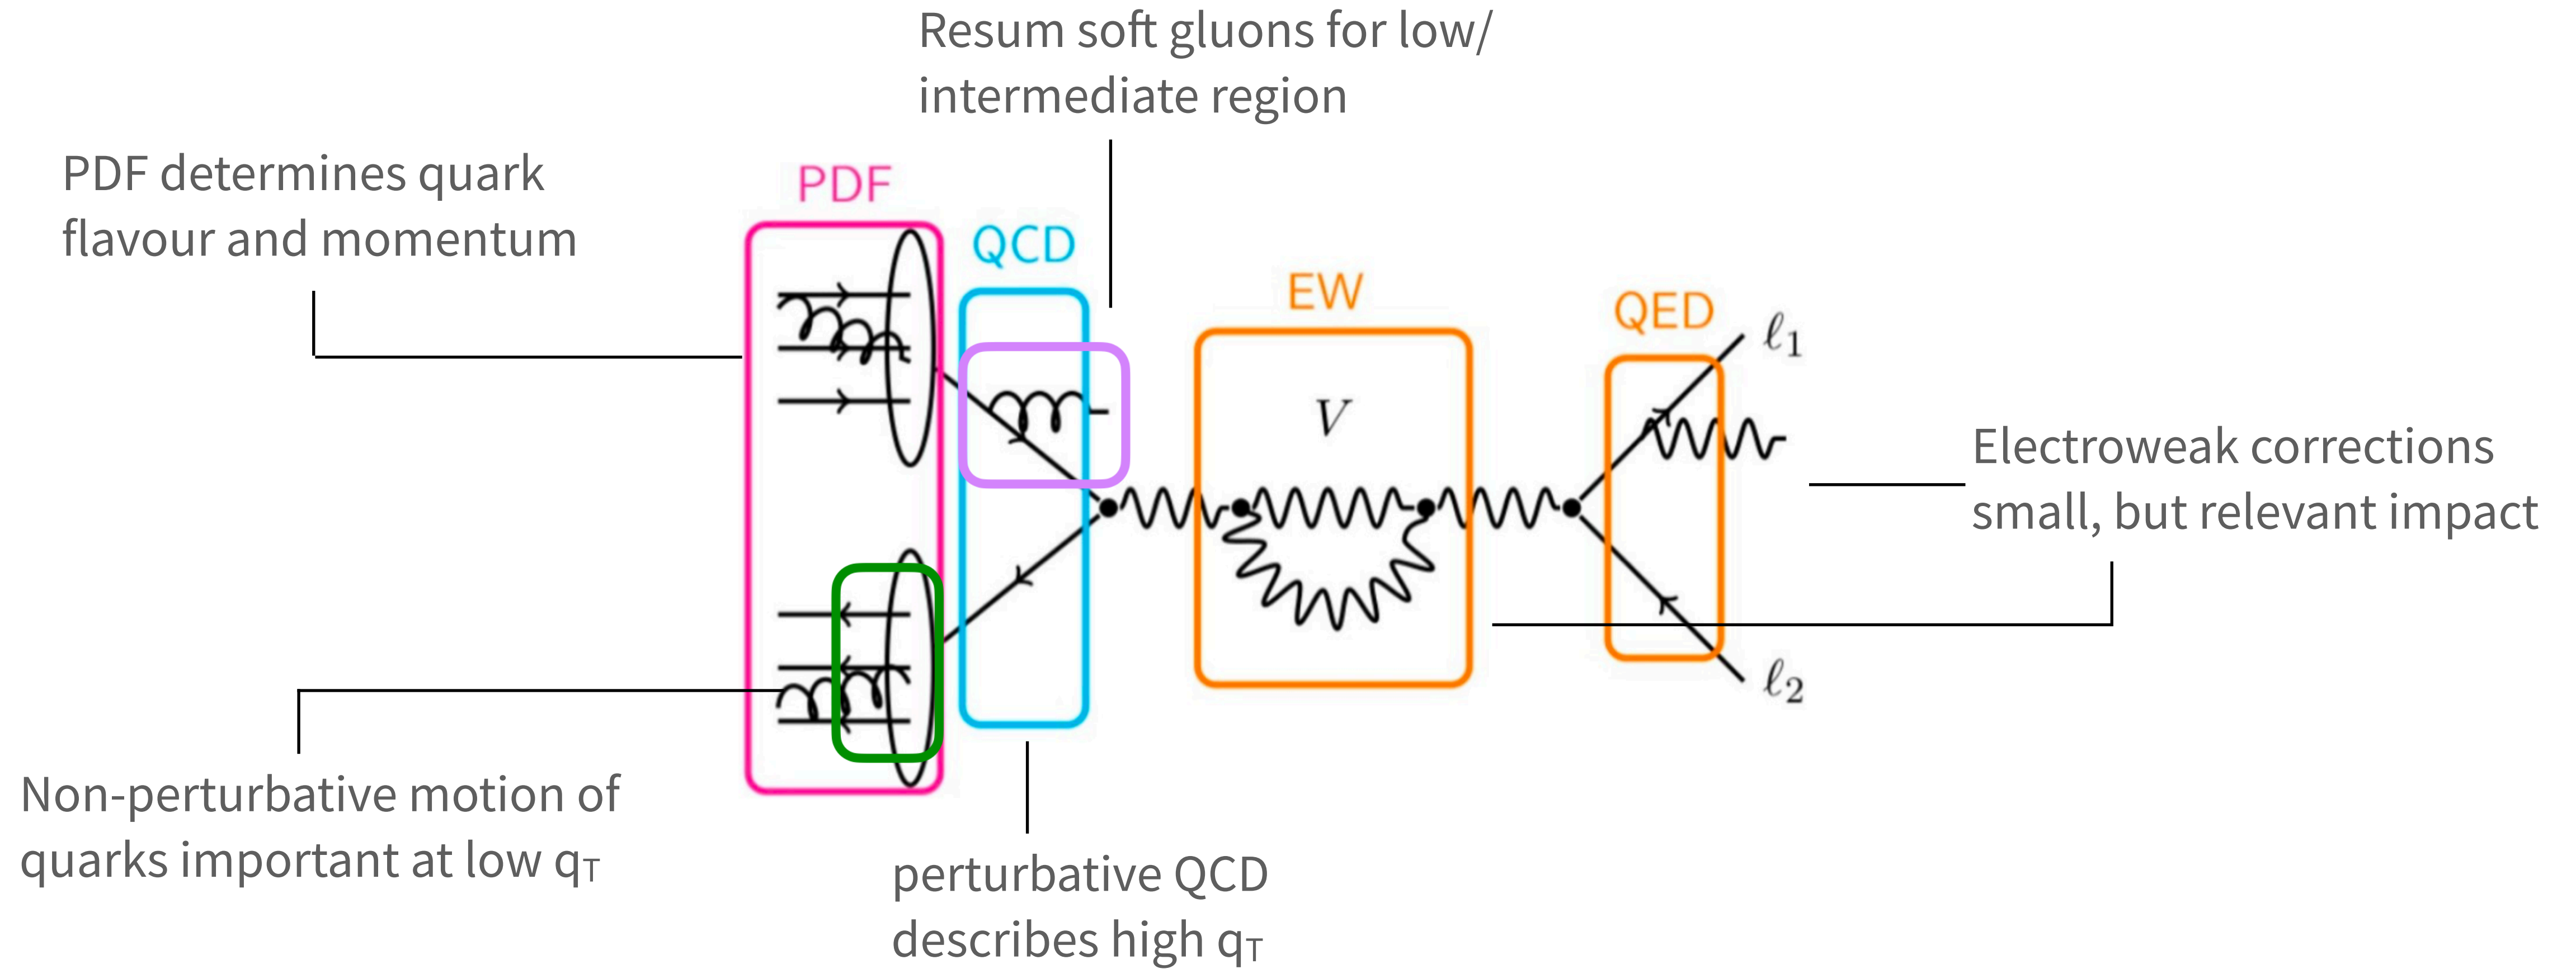 Resum soft gluons for low/
intermediate region
PDF determines quark
flavour and momentum
PDF
QCD
EW
QED
ℓ1
V
Electroweak corrections
small, but relevant impact
ℓ2
Non-perturbative motion of
quarks important at low qT
perturbative QCD
describes high qT